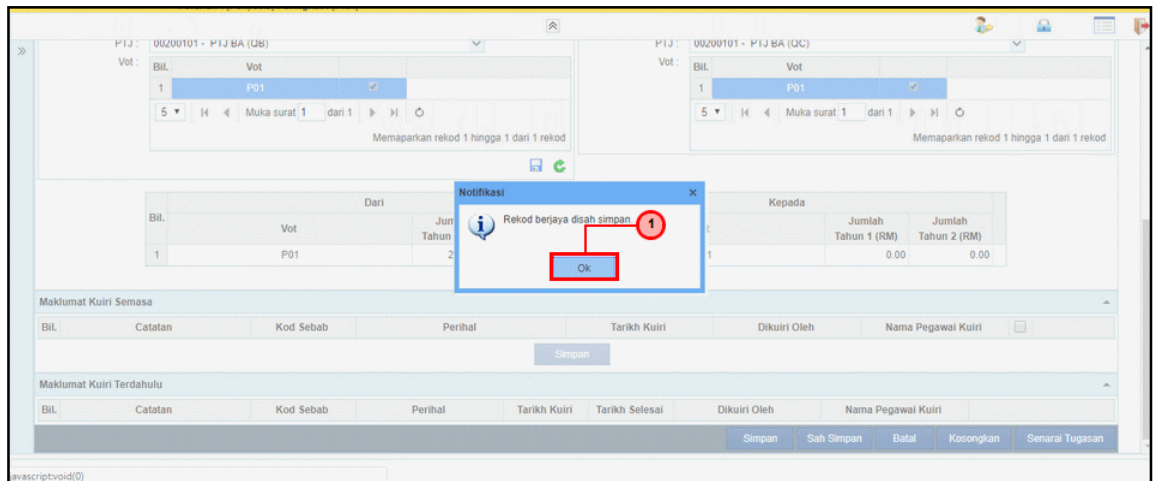 PTJ : 00200101 - PTJ BA (QB) PTJ : 00200101 - PTJ BA (QC)
Vot : Bil. Vot Vot : Bil. Vot
1 P01 1 P01
5 Muka surat 1 dari 1 5 Muka surat 1 dari 1
Memaparkan rekod 1 hingga 1 dari 1 rekod Memaparkan rekod 1 hingga 1 dari 1 rekod
Notifikasi x
Rekod berjaya disah simpan. 1
Ok
Dari Kepada
Bil. Vot Jumlah Jumlah
Tahun Tahun 1 (RM) Tahun 2 (RM)
1 P01 2 1 0.00 0.00
Maklumat Kuiri Semasa
Bil. Catatan Kod Sebab Perihal Tarikh Kuiri Dikuiri Oleh Nama Pegawai Kuiri
Simpan
Maklumat Kuiri Terdahulu
Bil. Catatan Kod Sebab Perihal Tarikh Kuiri Tarikh Selesai Dikuiri Oleh Nama Pegawai Kuiri
Simpan Sah Simpan Batal Kosongkan Senarai Tugasan
avascript:void(0)